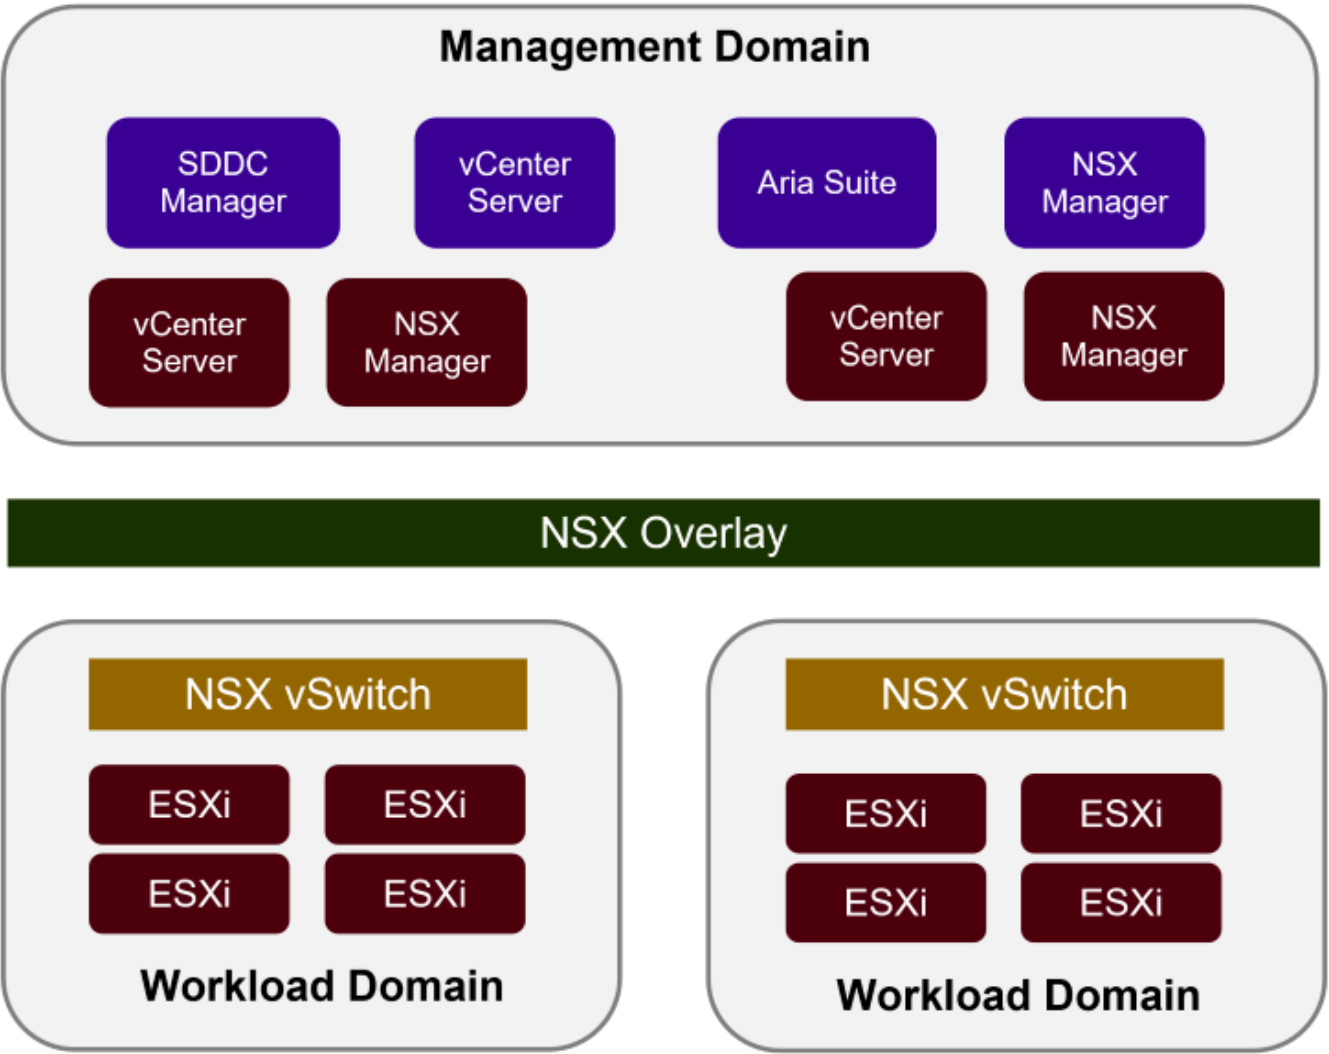 Management Domain
SDDC
Manager
vCenter
Server
Aria Suite
NSX
Manager
vCenter
Server
NSX
Manager
vCenter
Server
NSX
Manager
NSX Overlay
NSX vSwitch
ESXi
ESXi
ESXi
ESXi
Workload Domain
NSX vSwitch
ESXi
ESXi
ESXi
ESXi
Workload Domain